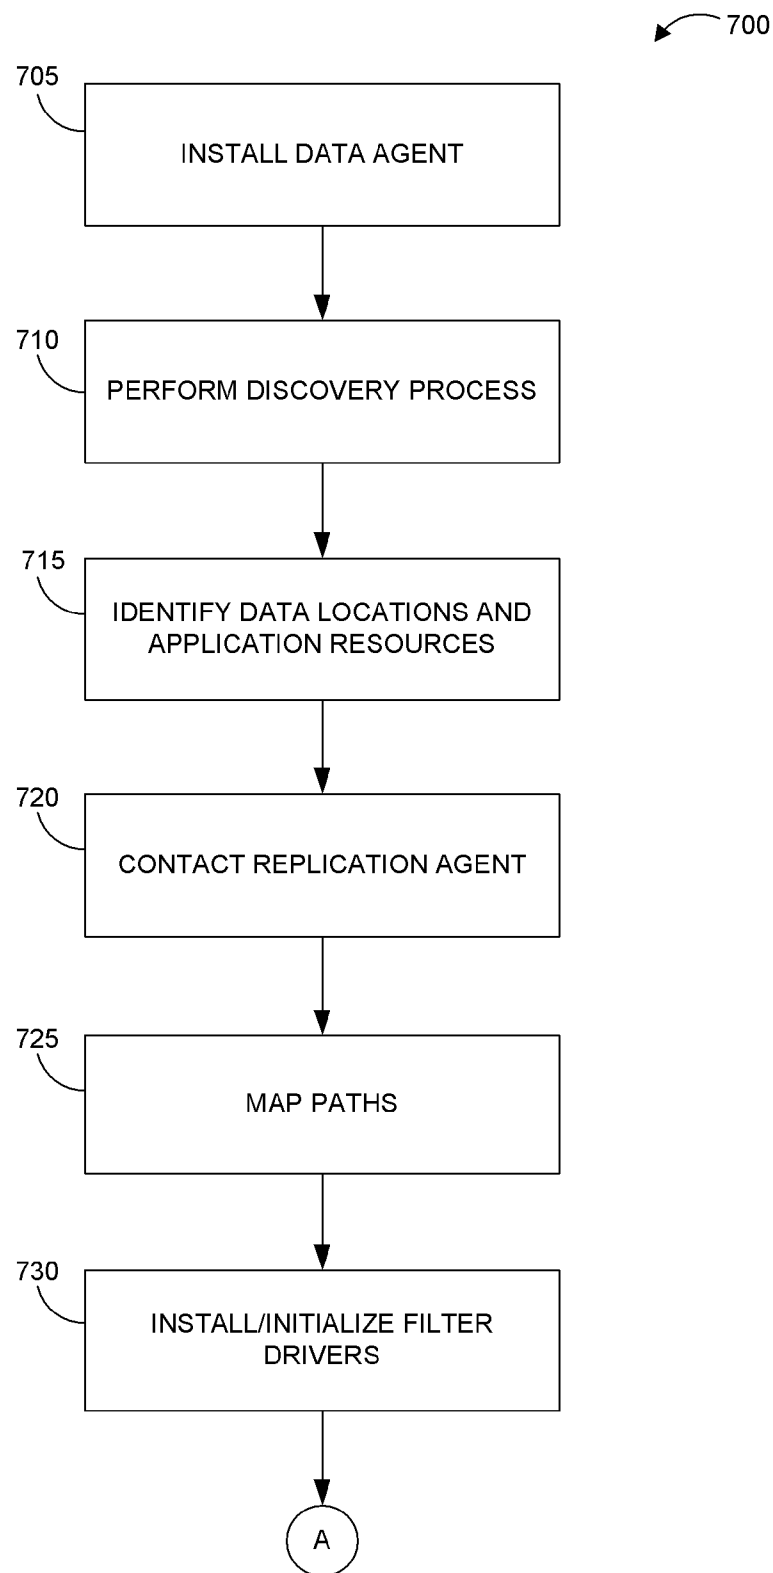 700
705
INSTALL DATA AGENT
710
PERFORM DISCOVERY PROCESS
715
IDENTIFY DATA LOCATIONS AND
APPLICATION RESOURCES
720
CONTACT REPLICATION AGENT
725
MAP PATHS
730
INSTALL/INITIALIZE FILTER
DRIVERS
A